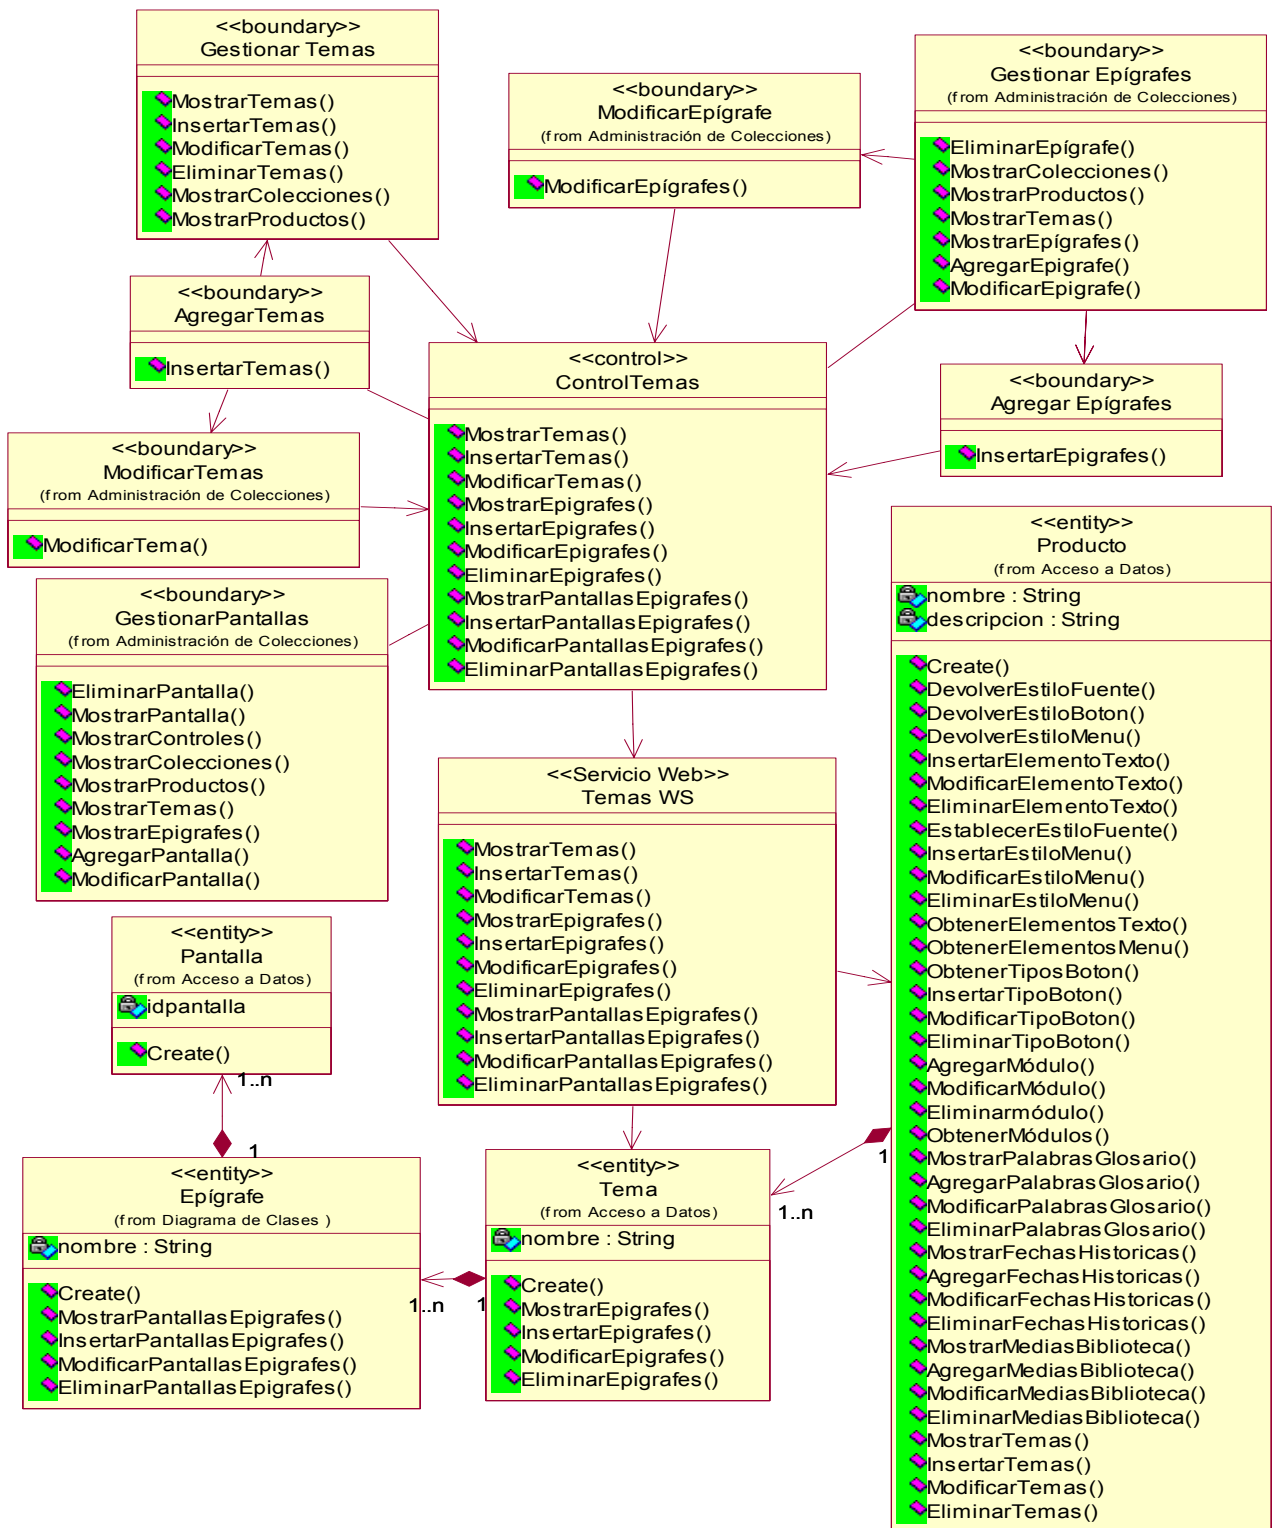 <<boundary>>
Gestionar Temas
MostrarTemas()
InsertarTemas()
ModificarTemas()
EliminarTemas()
MostrarColecciones()
MostrarProductos()
<<boundary>>
ModificarEpígrafe
(from Administración de Colecciones)
ModificarEpígrafes()
<<boundary>>
Gestionar Epígrafes
(from Administración de Colecciones)
EliminarEpígrafe()
MostrarColecciones()
MostrarProductos()
MostrarTemas()
MostrarEpígrafes()
AgregarEpigrafe()
ModificarEpigrafe()
<<boundary>>
AgregarTemas
InsertarTemas()
<<control>>
ControlTemas
MostrarTemas()
InsertarTemas()
ModificarTemas()
MostrarEpigrafes()
InsertarEpigrafes()
ModificarEpigrafes()
EliminarEpigrafes()
MostrarPantallasEpigrafes()
InsertarPantallasEpigrafes()
ModificarPantallasEpigrafes()
EliminarPantallasEpigrafes()
<<boundary>>
Agregar Epígrafes
InsertarEpigrafes()
<<boundary>>
ModificarTemas
(from Administración de Colecciones)
ModificarTema()
<<boundary>>
GestionarPantallas
(from Administración de Colecciones)
EliminarPantalla()
MostrarPantalla()
MostrarControles()
MostrarColecciones()
MostrarProductos()
MostrarTemas()
MostrarEpigrafes()
AgregarPantalla()
ModificarPantalla()
<<Servicio Web>>
Temas WS
MostrarTemas()
InsertarTemas()
ModificarTemas()
MostrarEpigrafes()
InsertarEpigrafes()
ModificarEpigrafes()
EliminarEpigrafes()
MostrarPantallasEpigrafes()
InsertarPantallasEpigrafes()
ModificarPantallasEpigrafes()
EliminarPantallasEpigrafes()
<<entity>>
Producto
(from Acceso a Datos)
nombre : String
descripcion : String
Create()
DevolverEstiloFuente()
DevolverEstiloBoton()
DevolverEstiloMenu()
InsertarElementoTexto()
ModificarElementoTexto()
EliminarElementoTexto()
EstablecerEstiloFuente()
InsertarEstiloMenu()
ModificarEstiloMenu()
EliminarEstiloMenu()
ObtenerElementosTexto()
ObtenerElementosMenu()
ObtenerTiposBoton()
InsertarTipoBoton()
ModificarTipoBoton()
EliminarTipoBoton()
AgregarMódulo()
ModificarMódulo()
Eliminarmódulo()
ObtenerMódulos()
MostrarPalabrasGlosario()
AgregarPalabrasGlosario()
ModificarPalabrasGlosario()
EliminarPalabrasGlosario()
MostrarFechasHistoricas()
AgregarFechasHistoricas()
ModificarFechasHistoricas()
EliminarFechasHistoricas()
MostrarMediasBiblioteca()
AgregarMediasBiblioteca()
ModificarMediasBiblioteca()
EliminarMediasBiblioteca()
MostrarTemas()
InsertarTemas()
ModificarTemas()
EliminarTemas()
<<entity>>
Pantalla
(from Acceso a Datos)
idpantalla
Create()
1..n
1
<<entity>>
Epígrafe
(from Diagrama de Clases )
nombre : String
Create()
MostrarPantallasEpigrafes()
InsertarPantallasEpigrafes()
ModificarPantallasEpigrafes()
EliminarPantallasEpigrafes()
1..n
1
<<entity>>
Tema
(from Acceso a Datos)
nombre : String
Create()
MostrarEpigrafes()
InsertarEpigrafes()
ModificarEpigrafes()
EliminarEpigrafes()
1
1..n